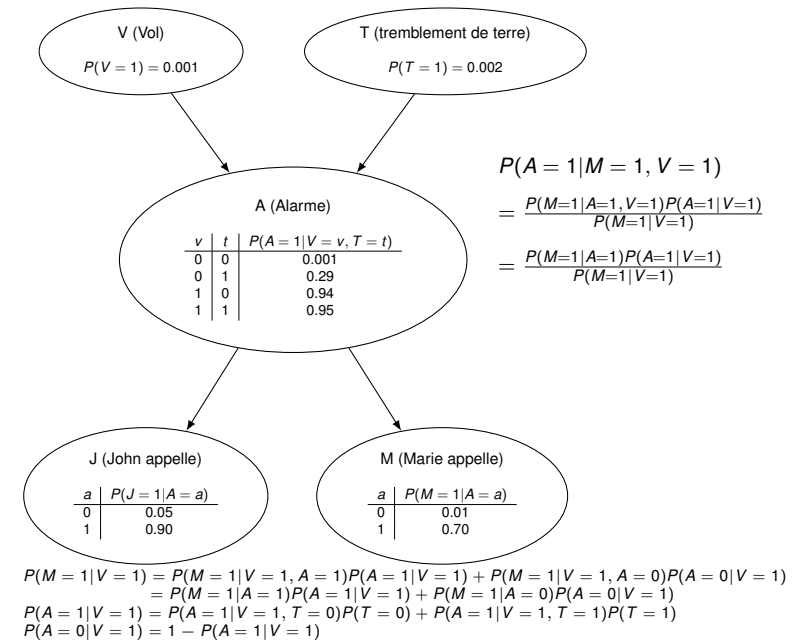 V (Vol)
P(V = 1) = 0.001
T (tremblement de terre)
P(T = 1) = 0.002
A (Alarme)
v t P(A = 1|V = v, T = t)
0 0 0.001
0 1 0.29
1 0 0.94
1 1 0.95
P(A = 1|M = 1, V = 1)
= P(M=1|A=1,V=1)P(A=1|V=1)
P(M=1|V=1)
= P(M=1|A=1)P(A=1|V=1)
P(M=1|V=1)
J (John appelle)
a P(J = 1|A = a)
0 0.05
1 0.90
M (Marie appelle)
a P(M = 1|A = a)
0 0.01
1 0.70
P(M = 1|V = 1) = P(M = 1|V = 1, A = 1)P(A = 1|V = 1) + P(M = 1|V = 1, A = 0)P(A = 0|V = 1)
= P(M = 1|A = 1)P(A = 1|V = 1) + P(M = 1|A = 0)P(A = 0|V = 1)
P(A = 1|V = 1) = P(A = 1|V = 1, T = 0)P(T = 0) + P(A = 1|V = 1, T = 1)P(T = 1)
P(A = 0|V = 1) = 1 − P(A = 1|V = 1)